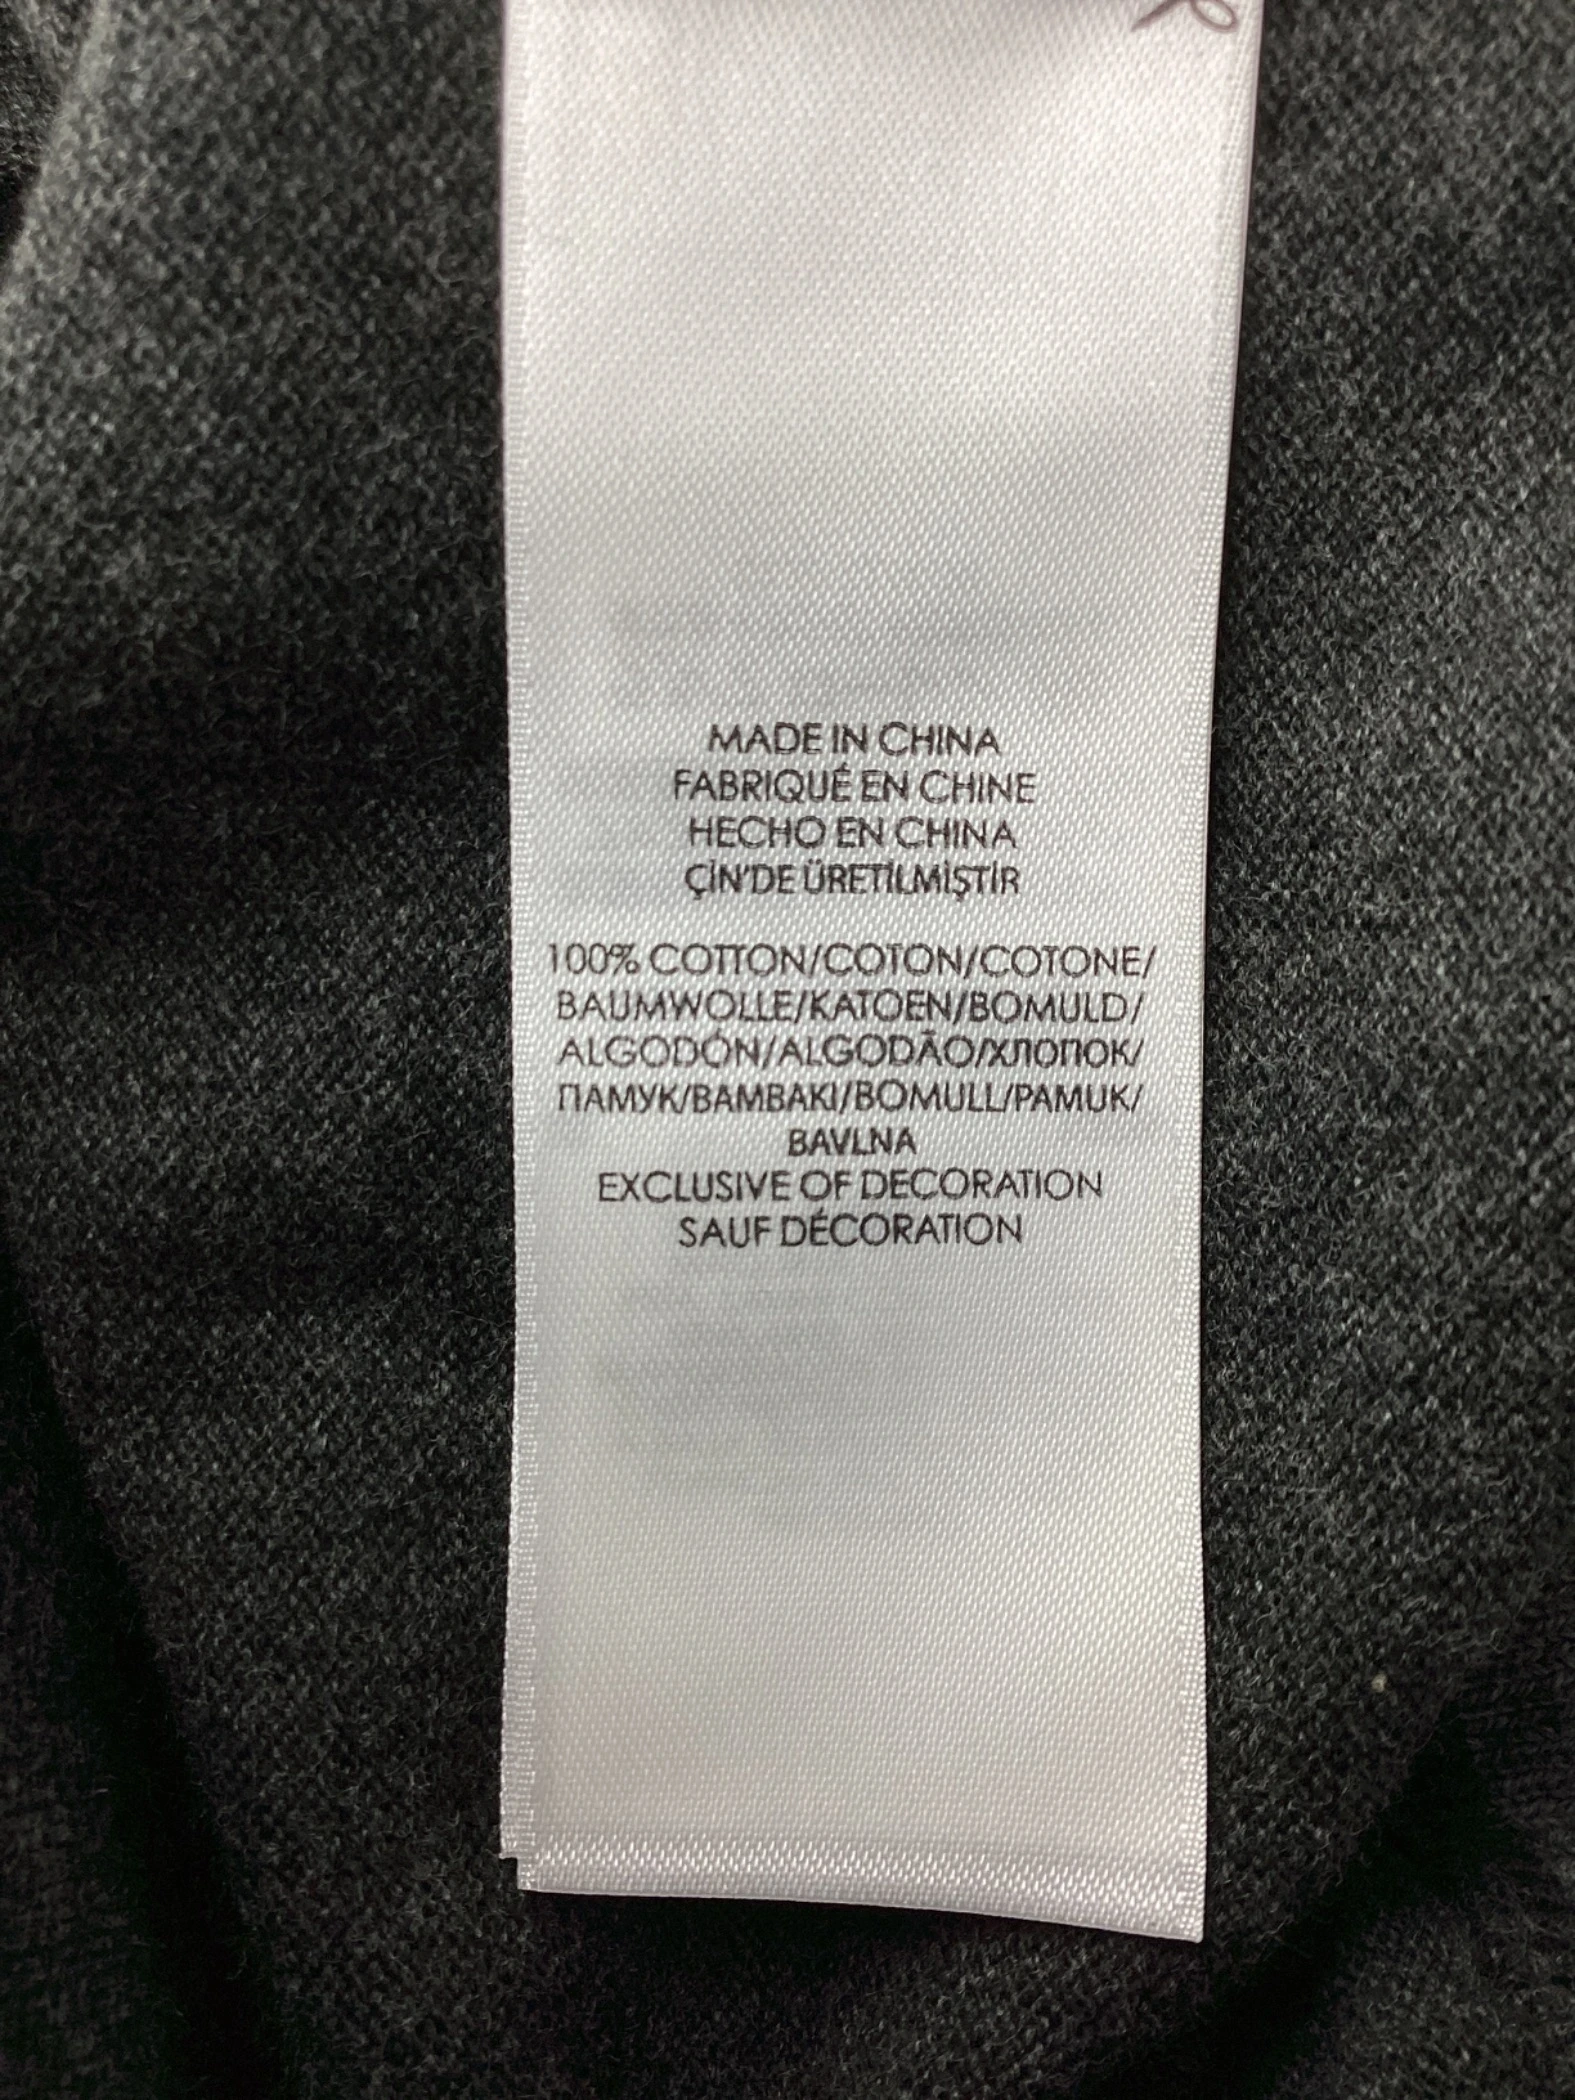 MADE IN CHINA
FABRIQUÉ EN CHINE
HECHO EN CHINA
ÇİN'DE ÜRETİLMİŞTİR
100% COTTON/COTON/COTONE/
BAUMWOLLE/KATOEN/BOMULD/
ALGODÓN/ALGODÃO/ХЛОПОК/
ПАМУК/BAMBAKI/BOMULL/PAMUK/
BAVLNA
EXCLUSIVE OF DECORATION
SAUF DÉCORATION